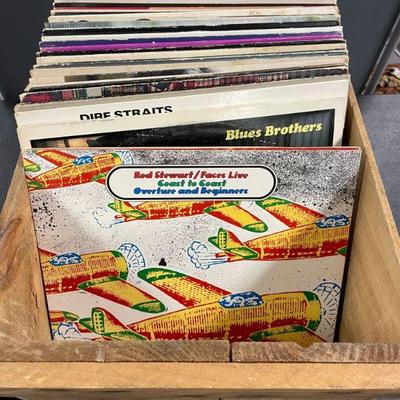 DIRE STRAITS
Blues Brothers
Rod Stewart/Faces Live
Coast to Coast
Overture and Beginners